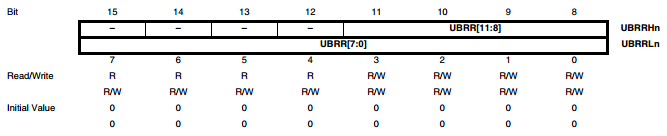 Bit 15 14 13 12 11 10 9 8
– – – – UBRR[11:8] UBRRHn
UBRR[7:0] UBRRLn
7 6 5 4 3 2 1 0
Read/Write R R R R R/W R/W R/W R/W
R/W R/W R/W R/W R/W R/W R/W R/W
Initial Value 0 0 0 0 0 0 0 0
0 0 0 0 0 0 0 0